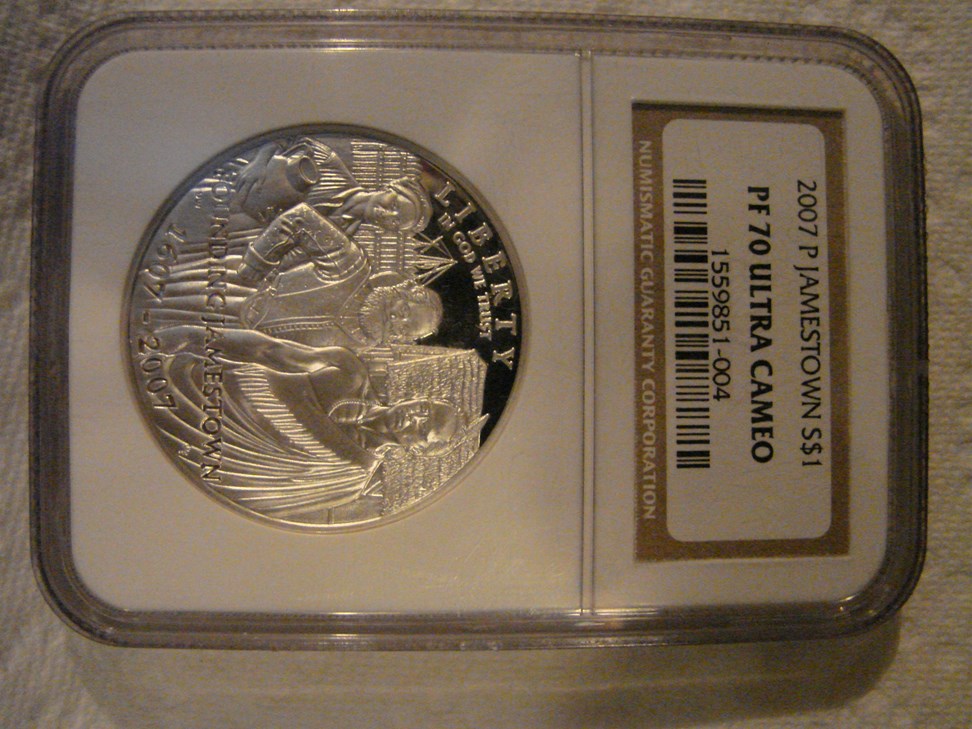 2007 P JAMESTOWN S$1
PF 70 ULTRA CAMEO
1559851-004
NUMISMATIC GUARANTY CORPORATION
LIBERTY
IN GOD WE TRUST
FOUNDING JAMESTOWN
1607-2007